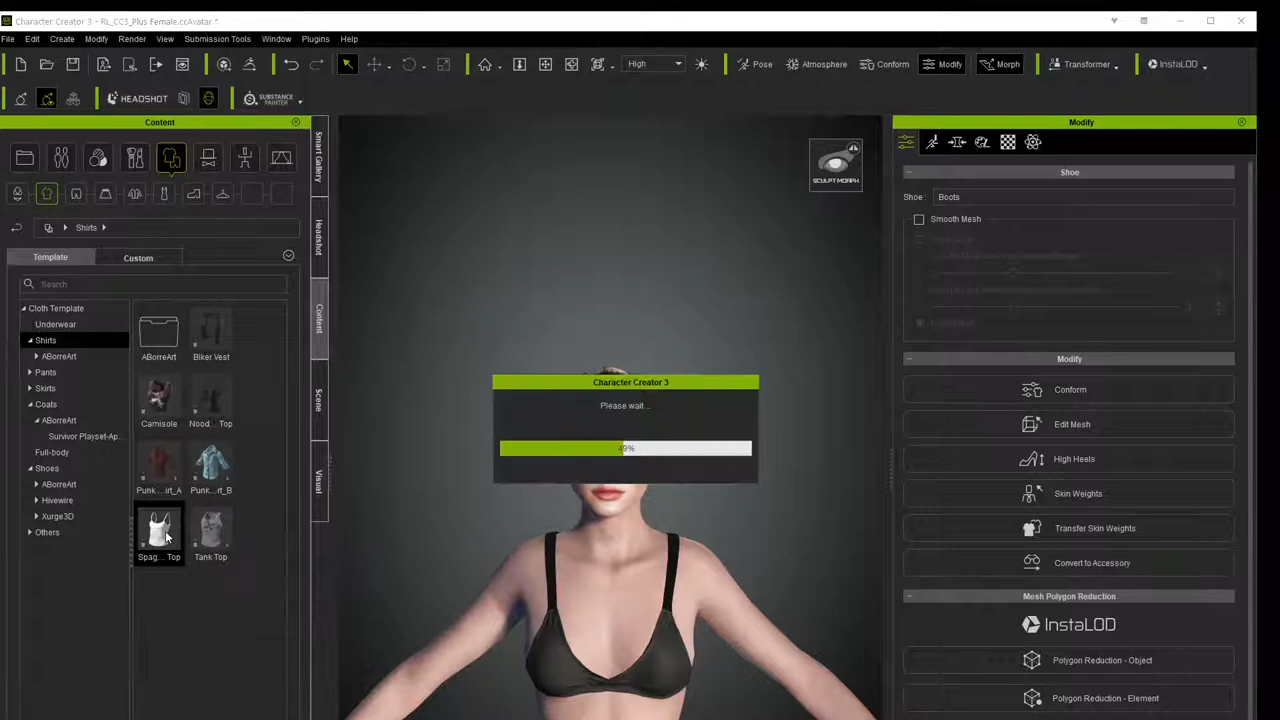 Character Creator 3 - RL_CC3_Plus Female.ccAvatar *
File Edit Create Modify Render View Submission Tools Window Plugins Help
High Pose Atmosphere Conform Modify Morph Transformer InstaLOD
HEADSHOT SUBSTANCE PAINTER
Content
Modify
Smart Gallery
Headshot
Content
Scene
Visual
Shirts
Template Custom
Search
Cloth Template
Underwear
Shirts
ABorreArt
Pants
Skirts
Coats
ABorreArt
Survivor Playset-Ap...
Full-body
Shoes
ABorreArt
Hivewire
Xurge3D
Others
ABorreArt Biker Vest
Camisole Nood... Top
Punk ...irt_A Punk...irt_B
Spag... Top Tank Top
SCULPT MORPH
Character Creator 3
Please wait ...
49%
Shoe
Shoe : Boots
Smooth Mesh
Modify
Conform
Edit Mesh
High Heels
Skin Weights
Transfer Skin Weights
Convert to Accessory
Mesh Polygon Reduction
InstaLOD
Polygon Reduction - Object
Polygon Reduction - Element